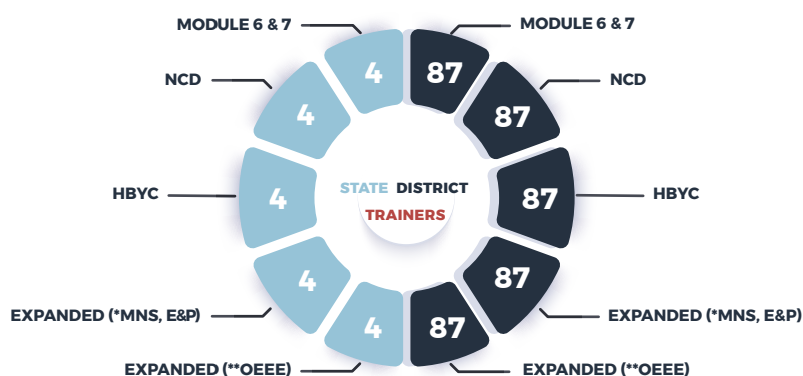 MODULE 6 & 7
MODULE 6 & 7
4
87
NCD
NCD
4
87
HBYC
4
STATE DISTRICT
TRAINERS
87
HBYC
4
87
EXPANDED (*MNS, E&P)
EXPANDED (*MNS, E&P)
4
87
EXPANDED (**OEEE)
EXPANDED (**OEEE)